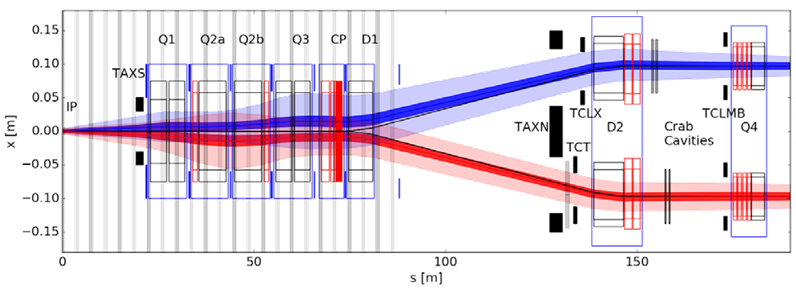 0.15
0.10
0.05
0.00
−0.05
−0.10
−0.15
x [m]
IP
TAXS
Q1
Q2a
Q2b
Q3
CP
D1
TAXN
TCLX
TCT
D2
Crab
Cavities
TCLMB
Q4
0
50
100
150
s [m]